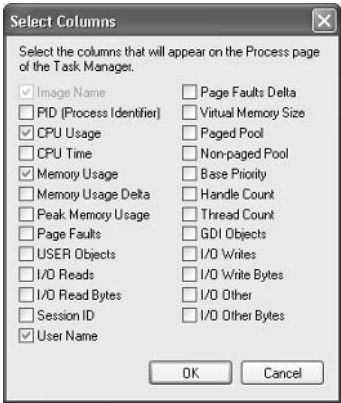 Select Columns
Select the columns that will appear on the Process page
of the Task Manager.
Image Name
PID (Process Identifier)
CPU Usage
CPU Time
Memory Usage
Memory Usage Delta
Peak Memory Usage
Page Faults
USER Objects
I/O Reads
I/O Read Bytes
Session ID
User Name
Page Faults Delta
Virtual Memory Size
Paged Pool
Non-paged Pool
Base Priority
Handle Count
Thread Count
GDI Objects
I/O Writes
I/O Write Bytes
I/O Other
I/O Other Bytes
OK
Cancel